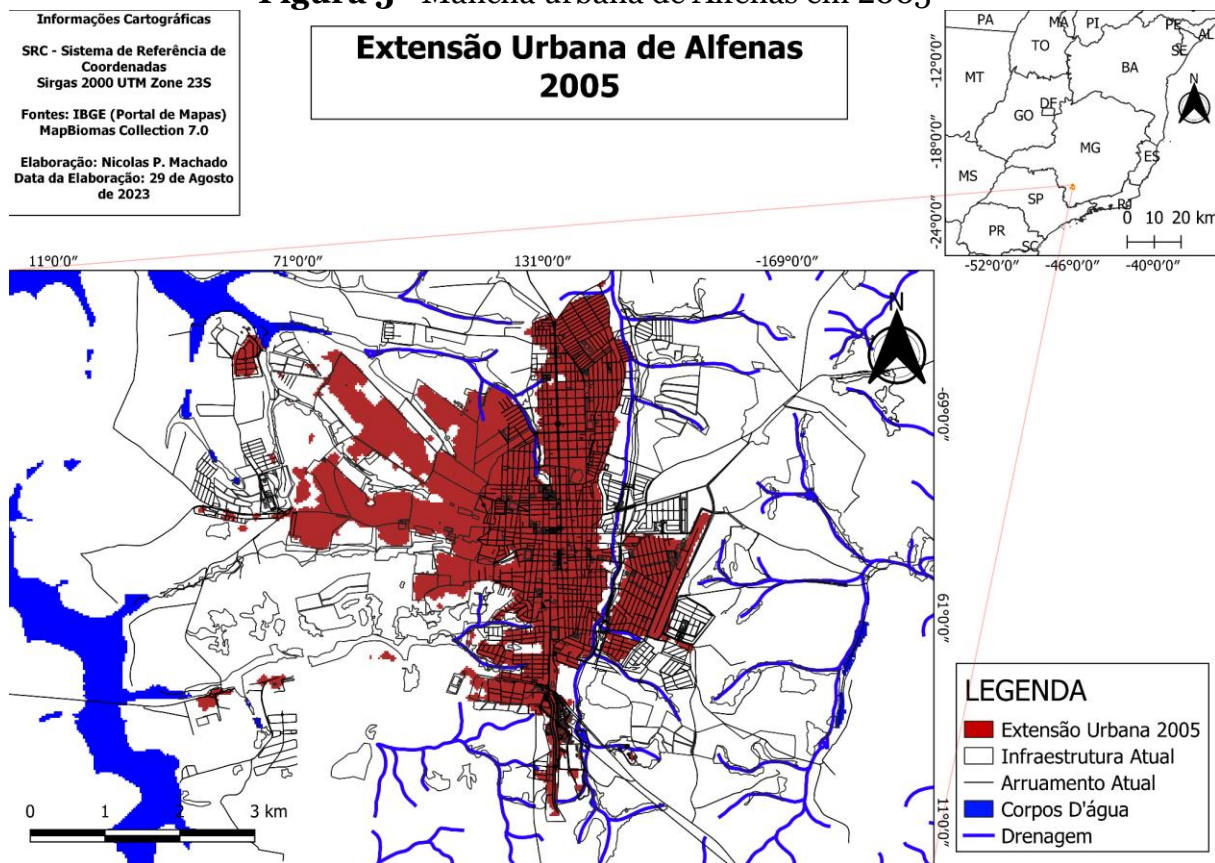 Figura 5 - Mancha urbana de Alfenas em 2005
Informações Cartográficas
SRC - Sistema de Referência de
Coordenadas
Sirgas 2000 UTM Zone 23S
Fontes: IBGE (Portal de Mapas)
MapBiomas Collection 7.0
Elaboração: Nicolas P. Machado
Data da Elaboração: 29 de Agosto
de 2023
Extensão Urbana de Alfenas
2005
PA
MA
PI
PE
AL
TO
SE
MT
BA
N
DF
GO
MG
ES
MS
SP
RJ
PR
SC
0 10 20 km
-12°0'0"
-18°0'0"
-24°0'0"
-52°0'0"
-46°0'0"
-40°0'0"
11°0'0"
71°0'0"
131°0'0"
-169°0'0"
N
-69°0'0"
61°0'0"
11°0'0"
0 1 2 3 km
LEGENDA
Extensão Urbana 2005
Infraestrutura Atual
Arruamento Atual
Corpos D'água
Drenagem